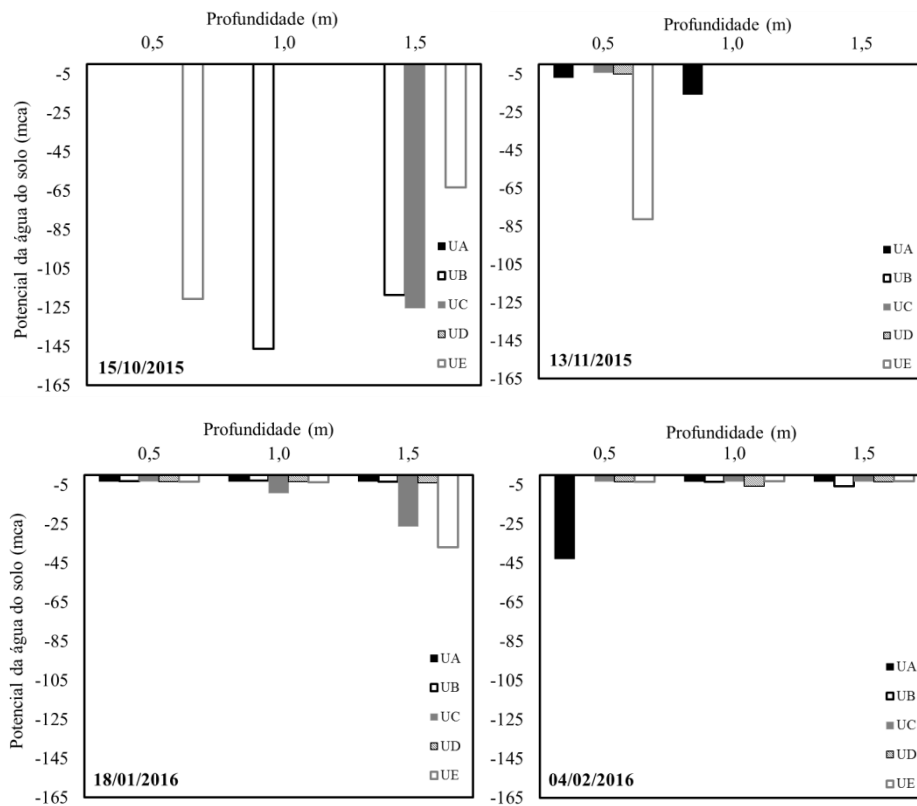 Profundidade (m)
0,5 1,0 1,5
Potencial da água do solo (mca)
-5
-25
-45
-65
-85
-105
-125
-145
-165
UA
UB
UC
UD
UE
15/10/2015
Profundidade (m)
0,5 1,0 1,5
-5
-25
-45
-65
-85
-105
-125
-145
-165
UA
UB
UC
UD
UE
13/11/2015
Profundidade (m)
0,5 1,0 1,5
Potencial da água do solo (mca)
-5
-25
-45
-65
-85
-105
-125
-145
-165
UA
UB
UC
UD
UE
18/01/2016
Profundidade (m)
0,5 1,0 1,5
-5
-25
-45
-65
-85
-105
-125
-145
-165
UA
UB
UC
UD
UE
04/02/2016